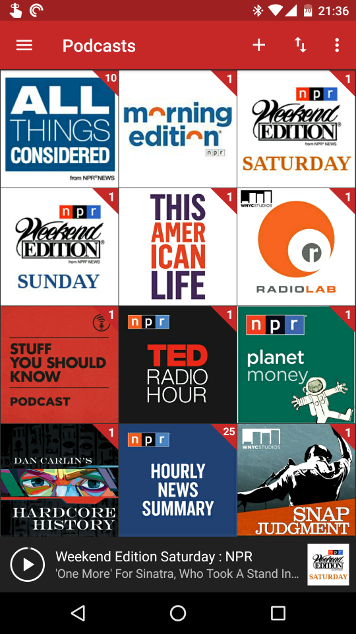 21:36
Podcasts
10
ALL
THINGS
CONSIDERED
from NPR NEWS
1
morning
edition
npr
1
npr
Weekend
EDITION
from NPR NEWS
SATURDAY
1
npr
Weekend
EDITION
from NPR NEWS
SUNDAY
1
THIS
AMER
ICAN
LIFE
1
WNYC STUDIOS
r
RADIOLAB
1
STUFF
YOU SHOULD
KNOW
PODCAST
1
npr
TED
RADIO
HOUR
1
npr
planet
money
1
DAN CARLIN'S
HARDCORE
HISTORY
25
npr
HOURLY
NEWS
SUMMARY
1
WNYC STUDIOS
SNAP
JUDGMENT
Weekend Edition Saturday : NPR
'One More' For Sinatra, Who Took A Stand In...
npr
Weekend
EDITION
SATURDAY